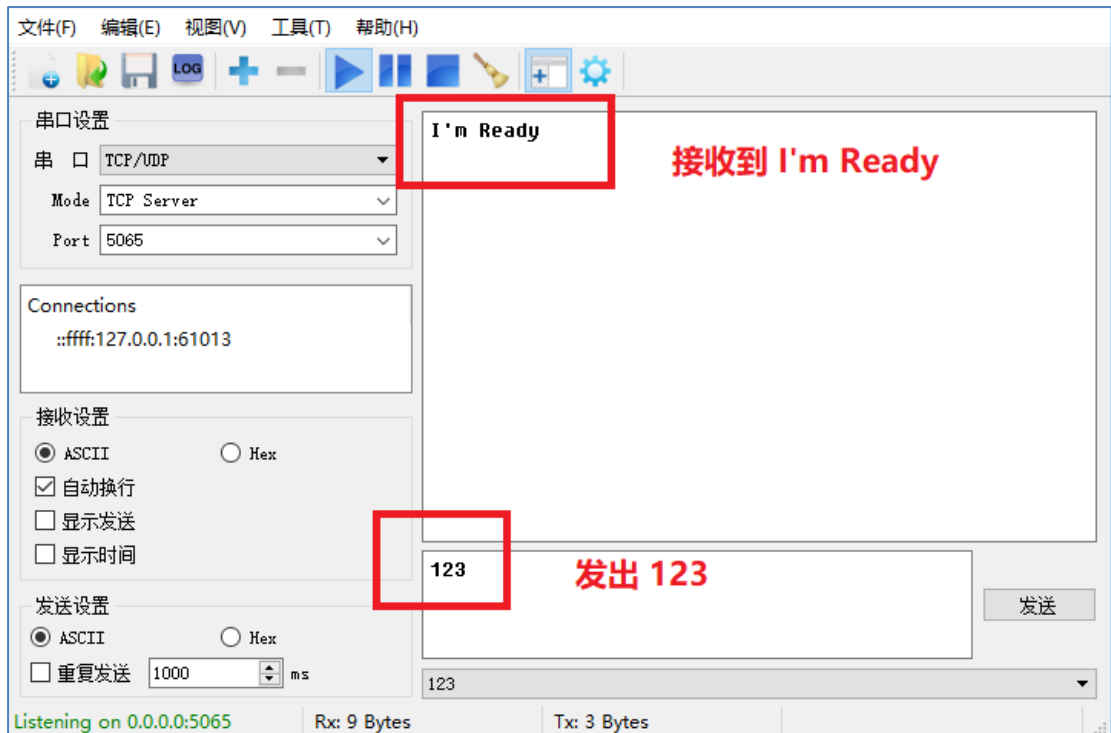 文件(F) 编辑(E) 视图(V) 工具(T) 帮助(H)
LOG
串口设置
串 口 TCP/UDP
Mode TCP Server
Port 5065
Connections
::ffff:127.0.0.1:61013
接收设置
ASCII Hex
自动换行
显示发送
显示时间
发送设置
ASCII Hex
重复发送 1000 ms
I'm Ready
接收到 I'm Ready
123
发出 123
发送
123
Listening on 0.0.0.0:5065 Rx: 9 Bytes Tx: 3 Bytes